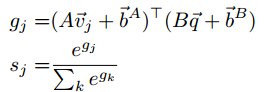 g_j = (A\vec{v}_j + \vec{b}^A)^\top (B\vec{q} + \vec{b}^B)
s_j = \frac{e^{g_j}}{\sum_k e^{g_k}}